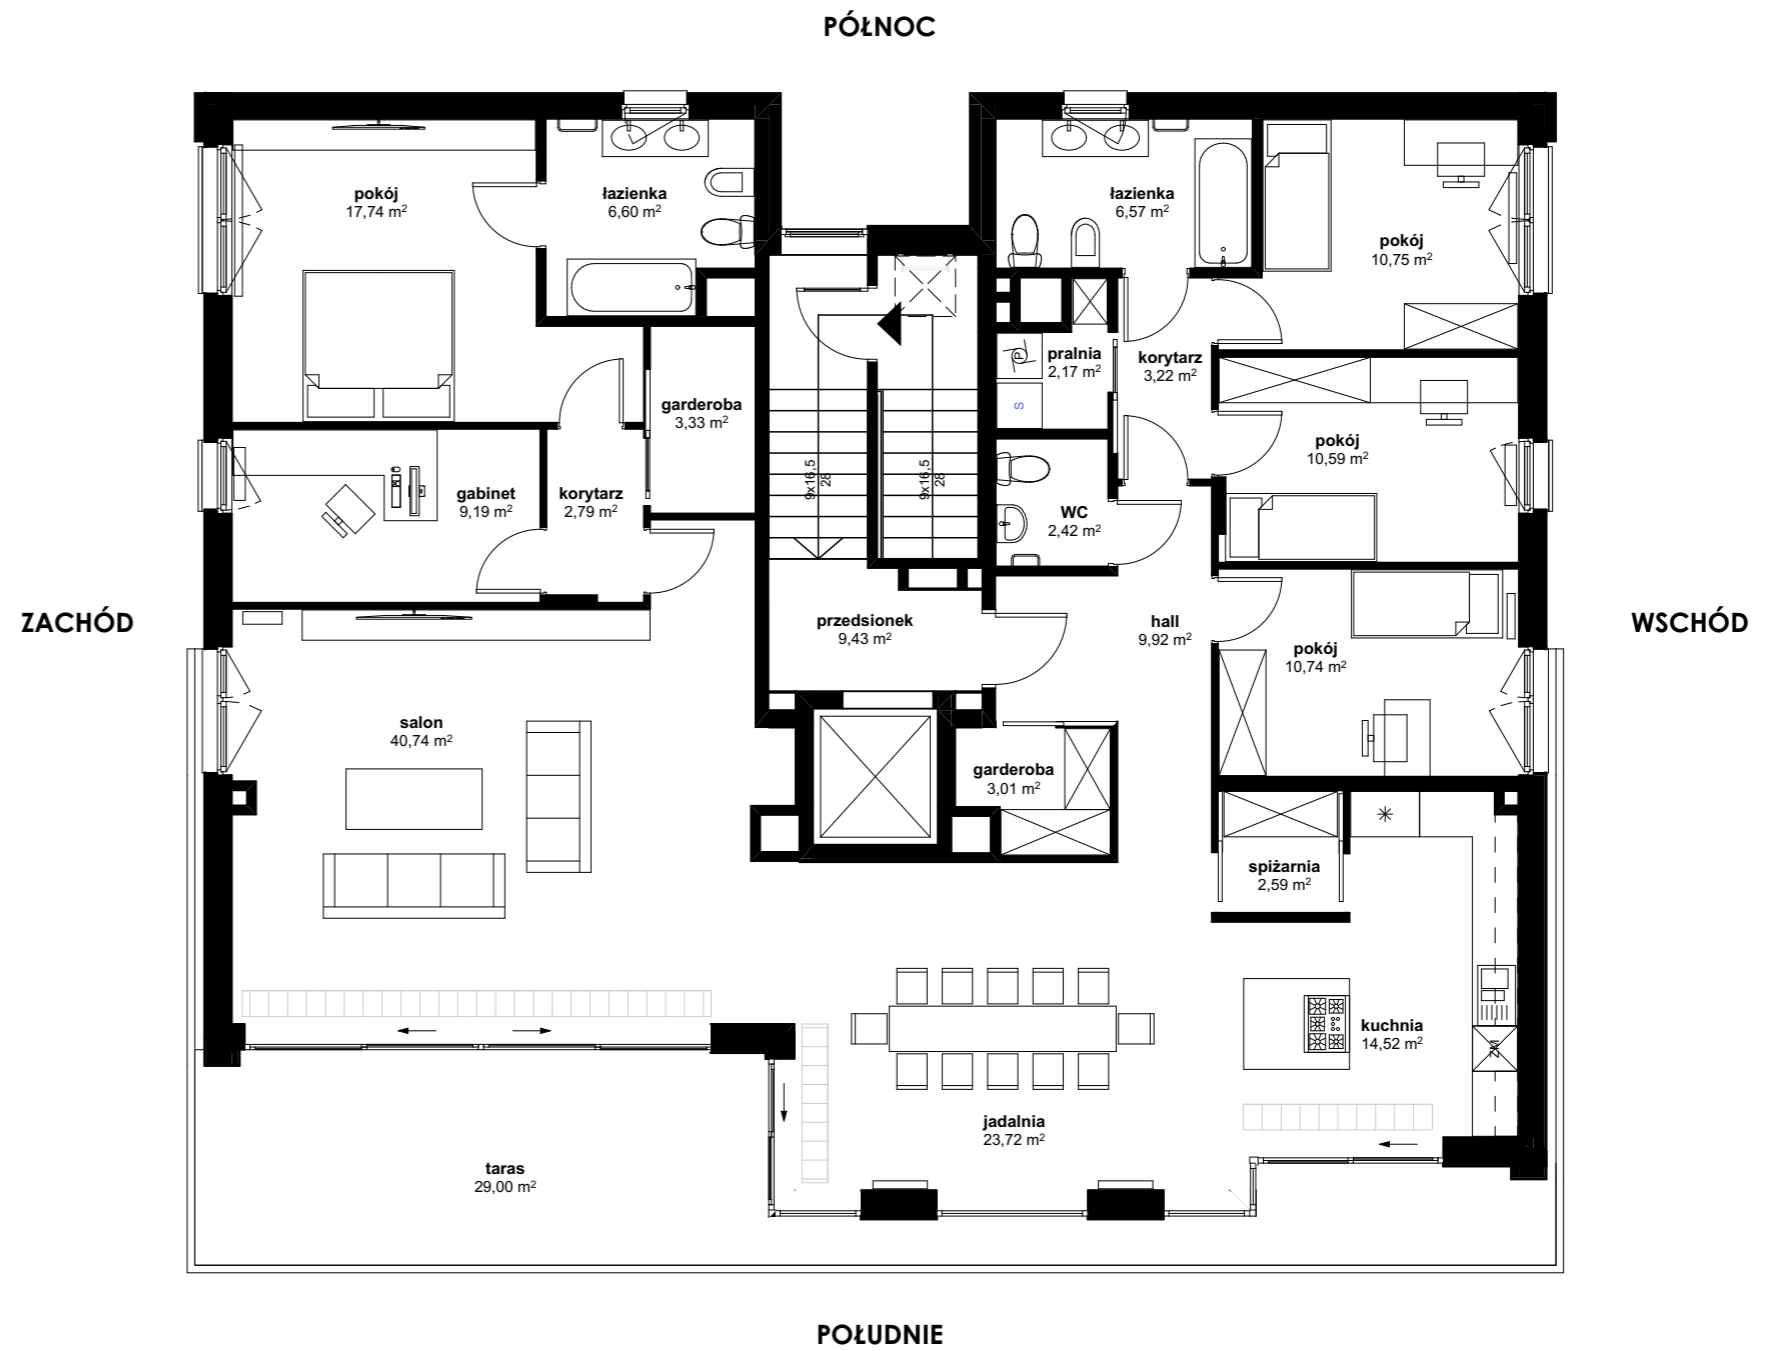 PÓŁNOC
pokój
17,74 m²
łazienka
6,60 m²
łazienka
6,57 m²
pokój
10,75 m²
garderoba
3,33 m²
P
pralnia
2,17 m²
S
korytarz
3,22 m²
pokój
10,59 m²
gabinet
9,19 m²
korytarz
2,79 m²
9x16,5
28
9x16,5
28
WC
2,42 m²
ZACHÓD
przedsionek
9,43 m²
hall
9,92 m²
pokój
10,74 m²
WSCHÓD
salon
40,74 m²
garderoba
3,01 m²
spiżarnia
2,59 m²
kuchnia
14,52 m²
ZM
jadalnia
23,72 m²
taras
29,00 m²
POŁUDNIE